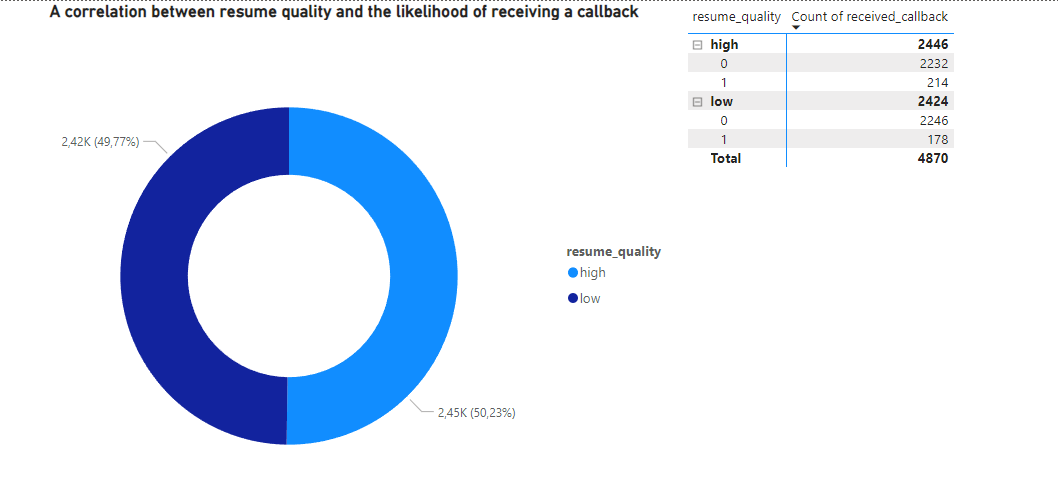 A correlation between resume quality and the likelihood of receiving a callback
2,42K (49,77%)
2,45K (50,23%)
resume_quality
high
low
resume_quality Count of received_callback
high 2446
0 2232
1 214
low 2424
0 2246
1 178
Total 4870